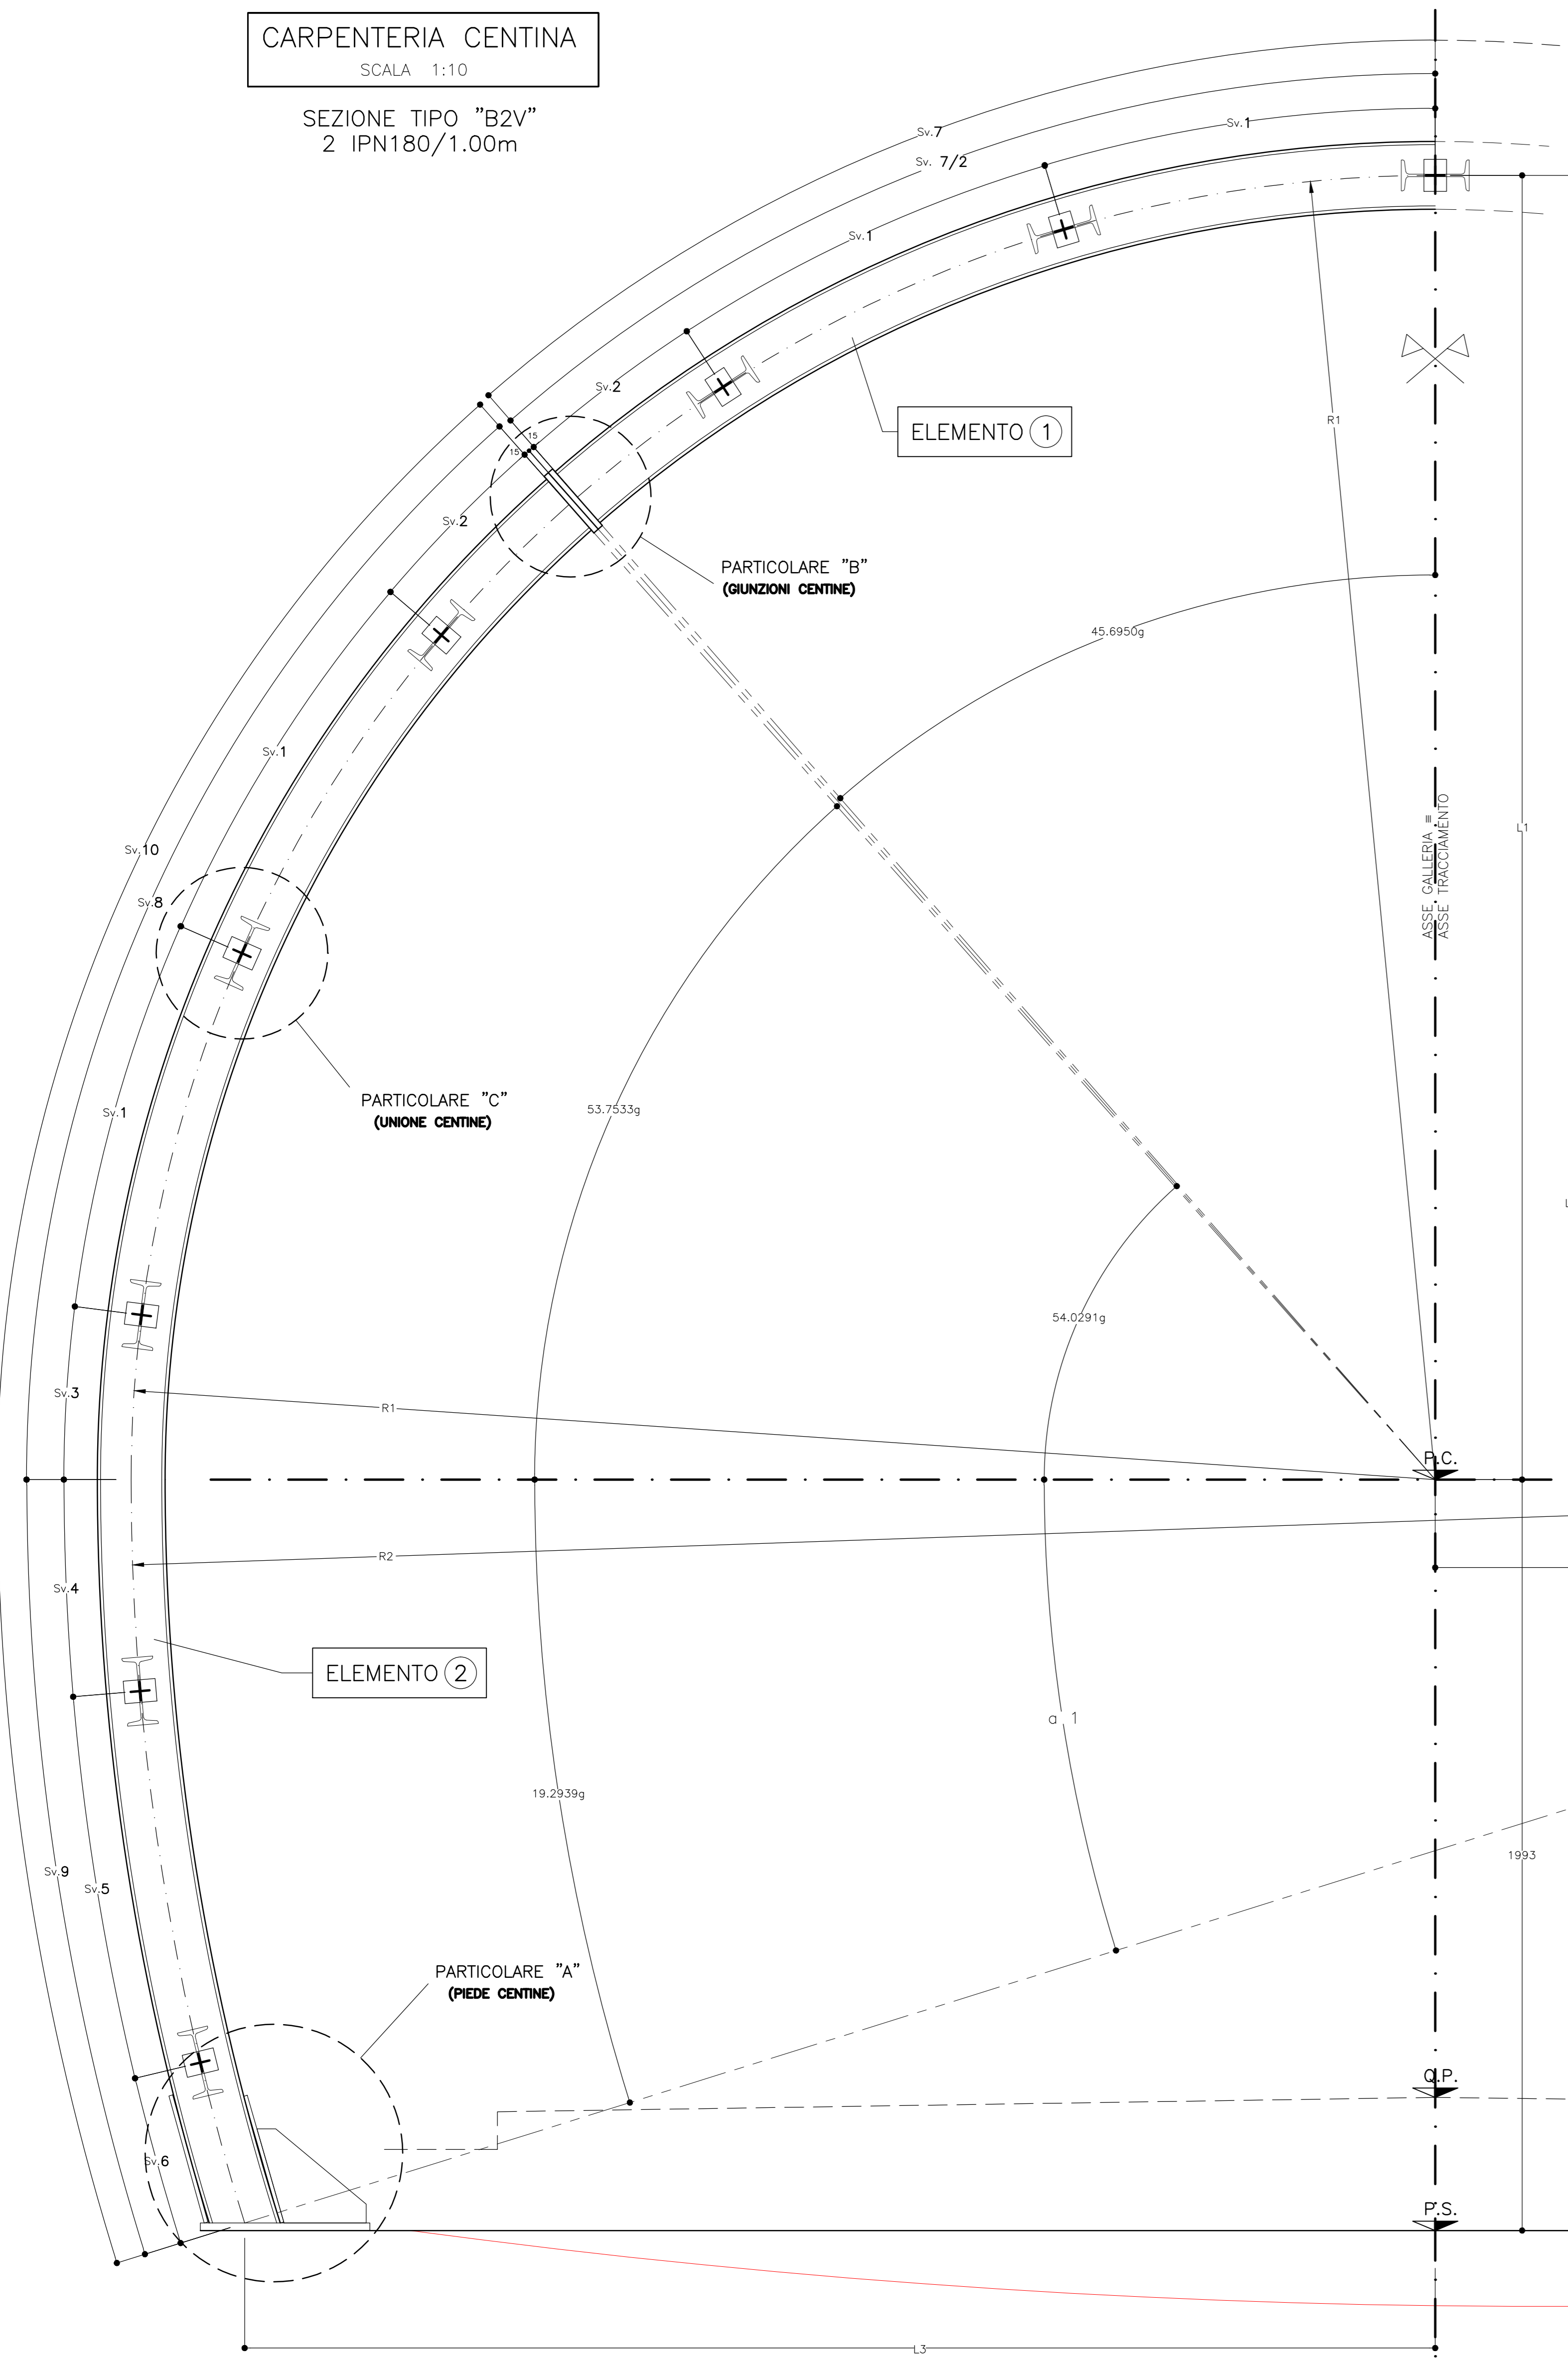 CARPENTERIA CENTINA
SCALA 1:10
SEZIONE TIPO "B2V"
2 IPN180/1.00m
Sv.7
Sv.1
Sv. 7/2
Sv.1
Sv.2
15
15
ELEMENTO 1
R1
Sv.2
PARTICOLARE "B"
(GIUNZIONI CENTINE)
45.6950g
Sv.1
ASSE GALLERIA ≡
ASSE TRACCIAMENTO
L1
Sv.10
Sv.8
PARTICOLARE "C"
(UNIONE CENTINE)
Sv.1
53.7533g
54.0291g
Sv.3
R1
P.C.
R2
Sv.4
ELEMENTO 2
a 1
19.2939g
1993
Sv.9
Sv.5
PARTICOLARE "A"
(PIEDE CENTINE)
Q.P.
Sv.6
P.S.
L3